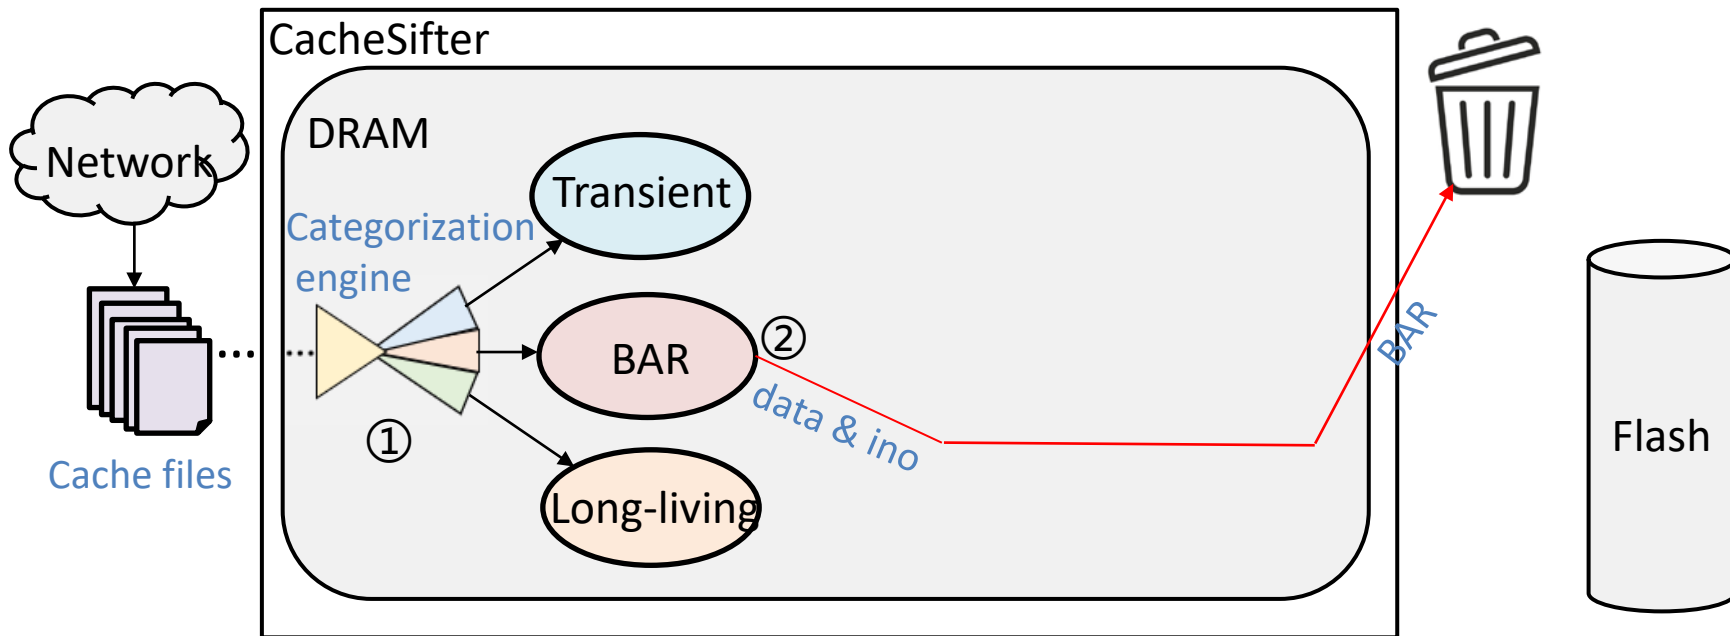 CacheSifter
DRAM
Network
Transient
Categorization
engine
BAR
②
data & ino
BAR
①
Cache files
Long-living
Flash